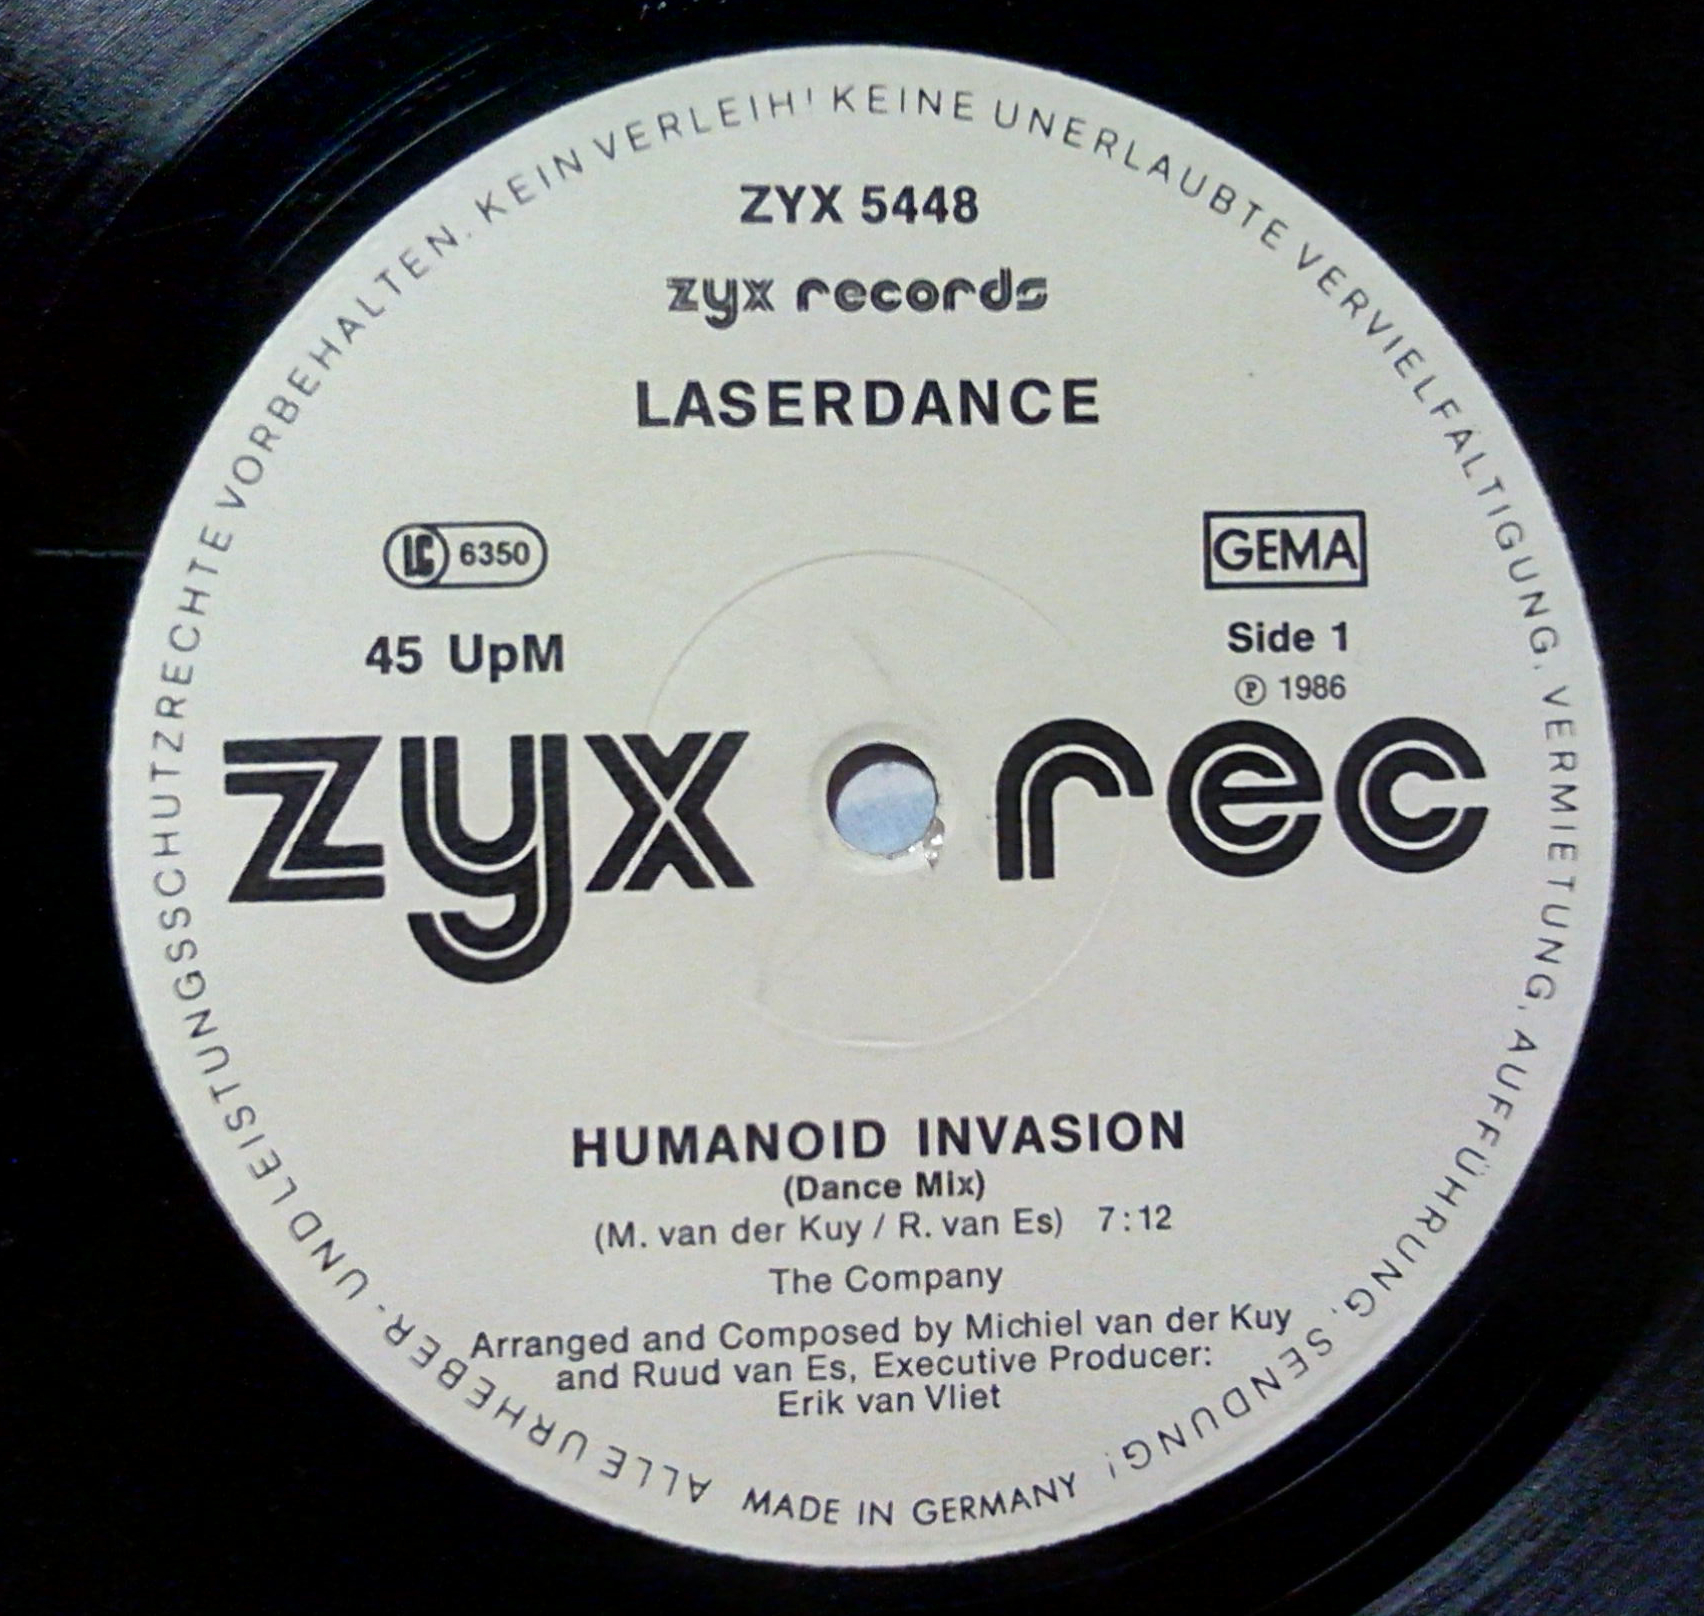 ALLE URHEBER- UND LEISTUNGSSCHUTZRECHTE VORBEHALTEN. KEIN VERLEIH! KEINE UNERLAUBTE VERVIELFÄLTIGUNG, VERMIETUNG, AUFFÜHRUNG, SENDUNG!
ZYX 5448
zyx records
LASERDANCE
LC 6350
GEMA
45 UpM
Side 1
℗ 1986
zyx rec
HUMANOID INVASION
(Dance Mix)
(M. van der Kuy / R. van Es) 7:12
The Company
Arranged and Composed by Michiel van der Kuy
and Ruud van Es, Executive Producer:
Erik van Vliet
MADE IN GERMANY